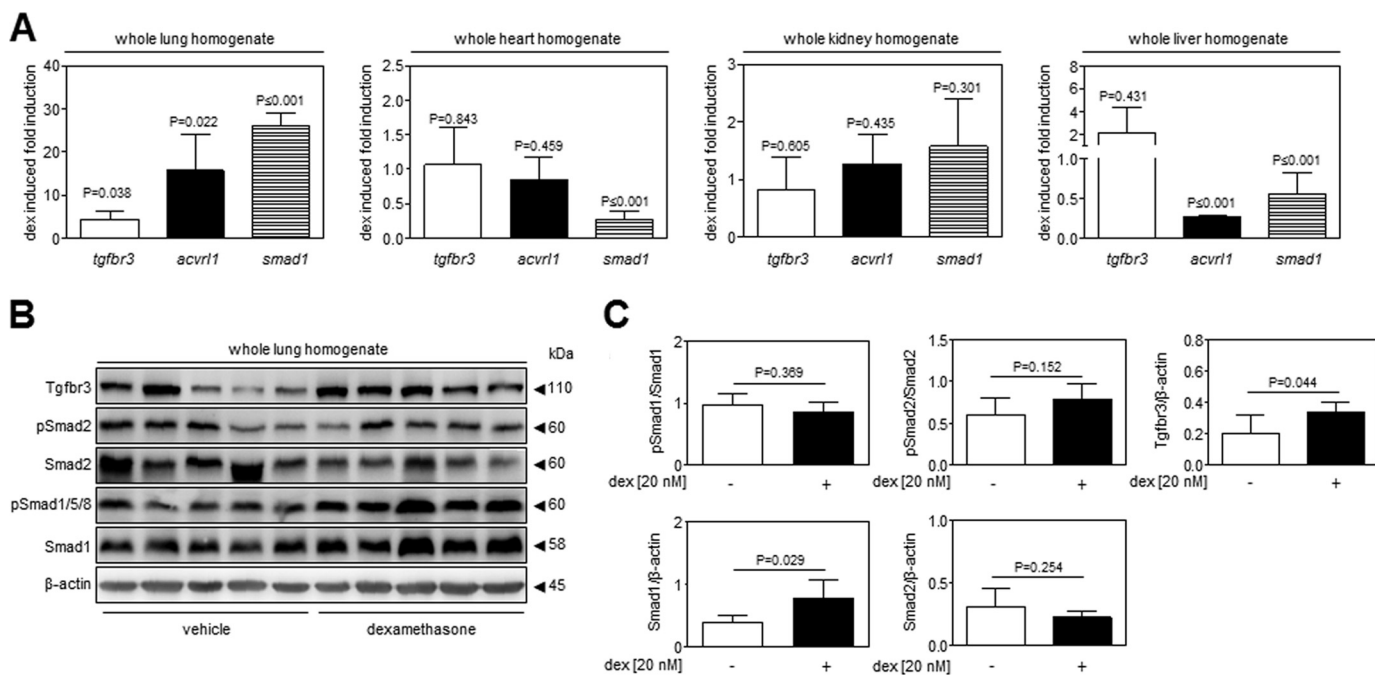 A
whole lung homogenate
dex induced fold induction
40
30
20
10
0
P=0.038
P=0.022
P≤0.001
tgfbr3 acvrl1 smad1
whole heart homogenate
dex induced fold induction
2.5
2.0
1.5
1.0
0.5
0.0
P=0.843
P=0.459
P≤0.001
tgfbr3 acvrl1 smad1
whole kidney homogenate
dex induced fold induction
3
2
1
0
P=0.605
P=0.435
P=0.301
tgfbr3 acvrl1 smad1
whole liver homogenate
dex induced fold induction
8
6
4
2
1.0
0.5
0.0
P=0.431
P≤0.001
P≤0.001
tgfbr3 acvrl1 smad1
B
whole lung homogenate
kDa
Tgfbr3 110
pSmad2 60
Smad2 60
pSmad1/5/8 60
Smad1 58
β-actin 45
vehicle dexamethasone
C
pSmad1/Smad1
2
1
0
P=0.369
dex [20 nM] - +
pSmad2/Smad2
1.5
1.0
0.5
0.0
P=0.152
dex [20 nM] - +
Tgfbr3/β-actin
0.8
0.6
0.4
0.2
0.0
P=0.044
dex [20 nM] - +
Smad1/β-actin
2
1
0
P=0.029
dex [20 nM] - +
Smad2/β-actin
1.0
0.5
0.0
P=0.254
dex [20 nM] - +